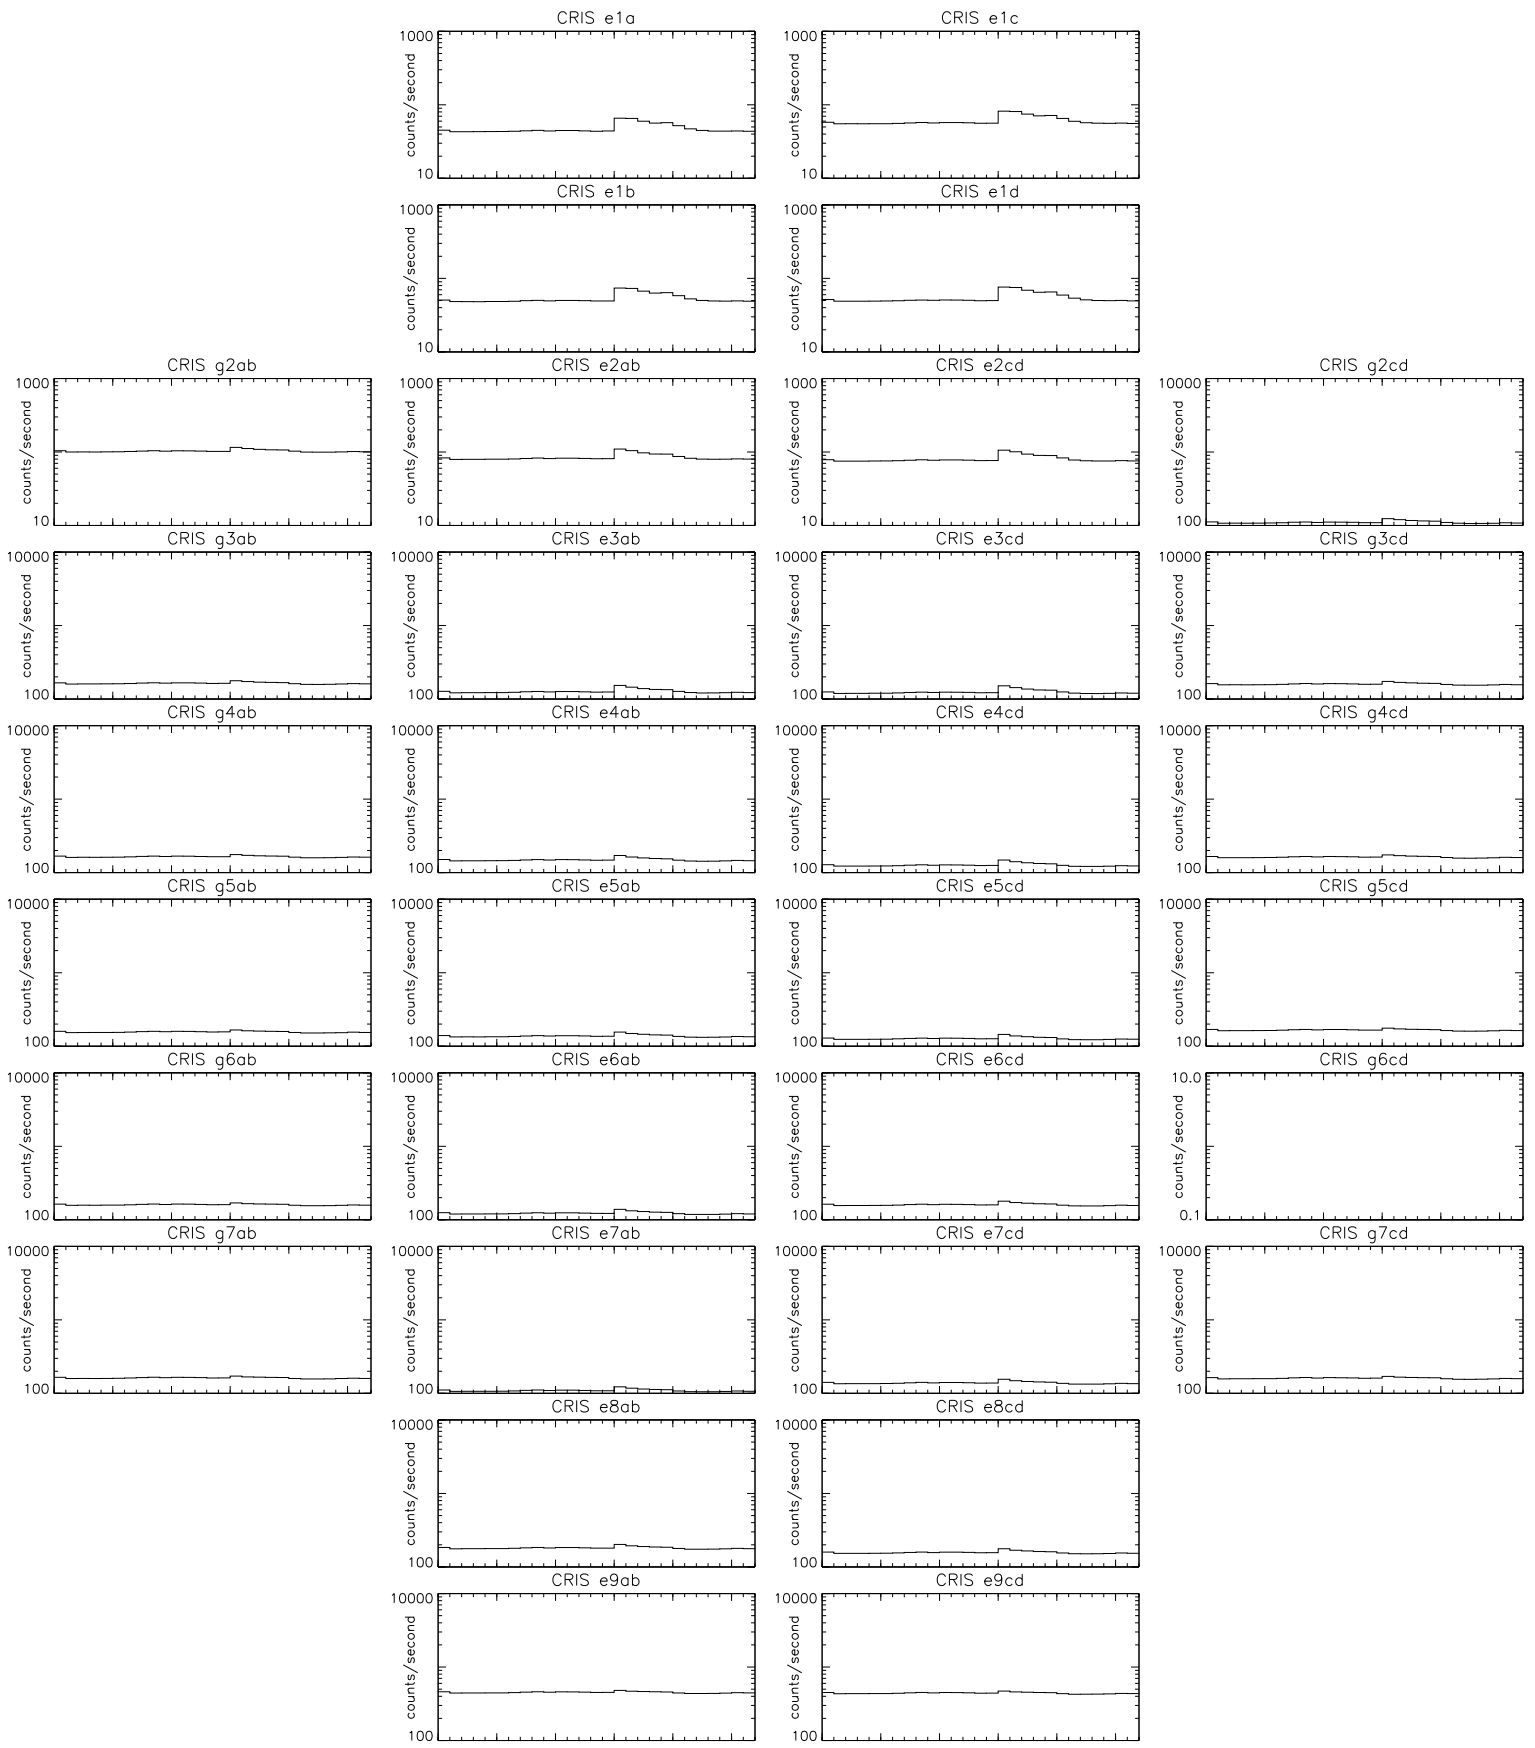 CRIS e1a
1000
counts/second
10
CRIS e1c
1000
counts/second
10
CRIS e1b
1000
counts/second
10
CRIS e1d
1000
counts/second
10
CRIS g2ab
1000
counts/second
10
CRIS e2ab
1000
counts/second
10
CRIS e2cd
1000
counts/second
10
CRIS g2cd
10000
counts/second
100
CRIS g3ab
10000
counts/second
100
CRIS e3ab
10000
counts/second
100
CRIS e3cd
10000
counts/second
100
CRIS g3cd
10000
counts/second
100
CRIS g4ab
10000
counts/second
100
CRIS e4ab
10000
counts/second
100
CRIS e4cd
10000
counts/second
100
CRIS g4cd
10000
counts/second
100
CRIS g5ab
10000
counts/second
100
CRIS e5ab
10000
counts/second
100
CRIS e5cd
10000
counts/second
100
CRIS g5cd
10000
counts/second
100
CRIS g6ab
10000
counts/second
100
CRIS e6ab
10000
counts/second
100
CRIS e6cd
10000
counts/second
100
CRIS g6cd
10.0
counts/second
0.1
CRIS g7ab
10000
counts/second
100
CRIS e7ab
10000
counts/second
100
CRIS e7cd
10000
counts/second
100
CRIS g7cd
10000
counts/second
100
CRIS e8ab
10000
counts/second
100
CRIS e8cd
10000
counts/second
100
CRIS e9ab
10000
counts/second
100
CRIS e9cd
10000
counts/second
100